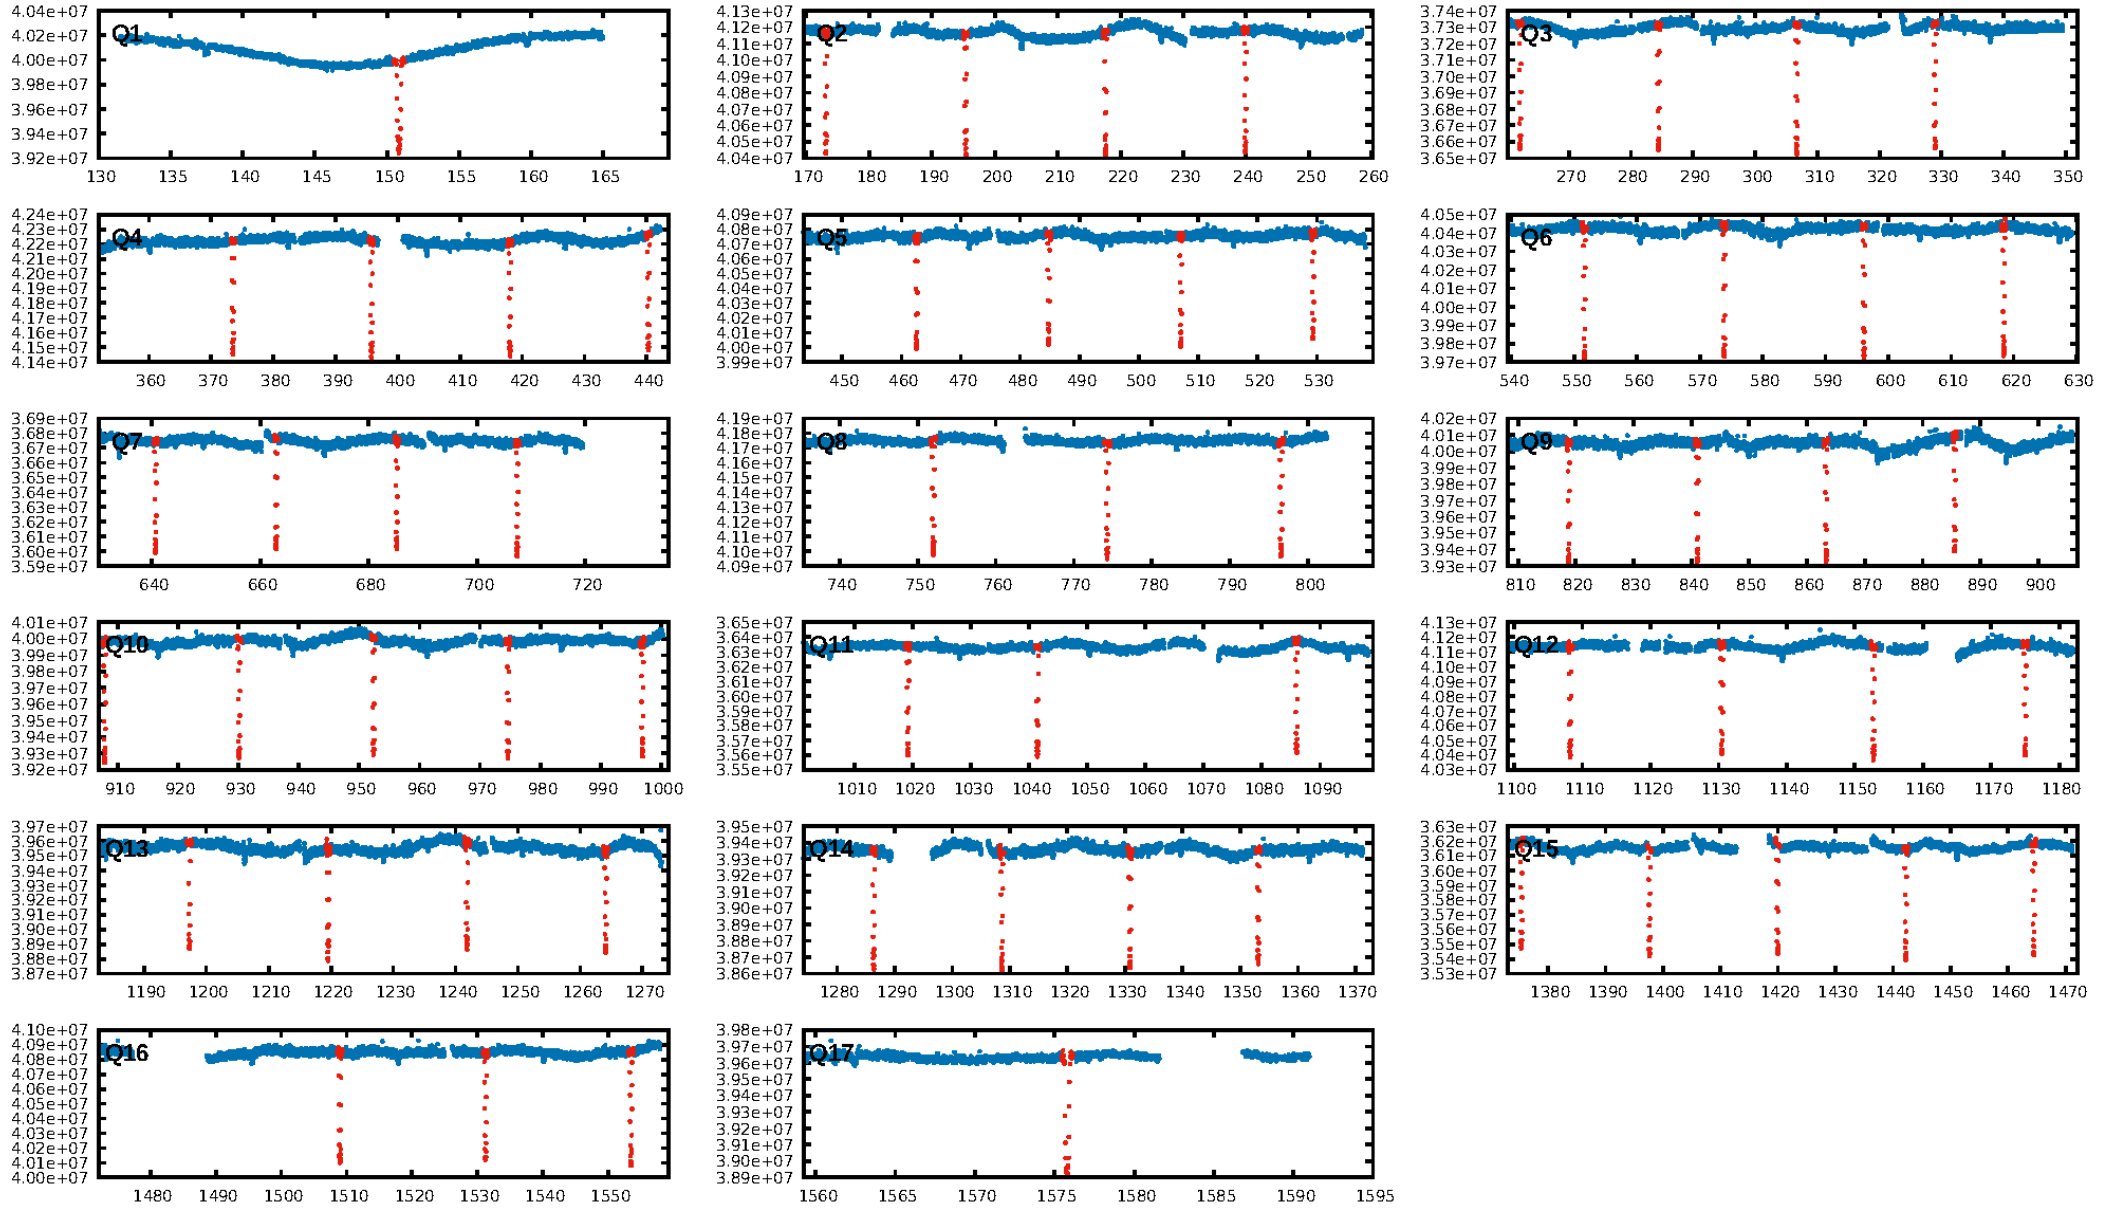 4.04e+07
4.02e+07
4.00e+07
3.98e+07
3.96e+07
3.94e+07
3.92e+07
Q1
130 135 140 145 150 155 160 165
4.13e+07
4.12e+07
4.11e+07
4.10e+07
4.09e+07
4.08e+07
4.07e+07
4.06e+07
4.05e+07
4.04e+07
Q2
170 180 190 200 210 220 230 240 250 260
3.74e+07
3.73e+07
3.72e+07
3.71e+07
3.70e+07
3.69e+07
3.68e+07
3.67e+07
3.66e+07
3.65e+07
Q3
270 280 290 300 310 320 330 340 350
4.24e+07
4.23e+07
4.22e+07
4.21e+07
4.20e+07
4.19e+07
4.18e+07
4.17e+07
4.16e+07
4.15e+07
4.14e+07
Q4
360 370 380 390 400 410 420 430 440
4.09e+07
4.08e+07
4.07e+07
4.06e+07
4.05e+07
4.04e+07
4.03e+07
4.02e+07
4.01e+07
4.00e+07
3.99e+07
Q5
450 460 470 480 490 500 510 520 530
4.05e+07
4.04e+07
4.03e+07
4.02e+07
4.01e+07
4.00e+07
3.99e+07
3.98e+07
3.97e+07
Q6
540 550 560 570 580 590 600 610 620 630
3.69e+07
3.68e+07
3.67e+07
3.66e+07
3.65e+07
3.64e+07
3.63e+07
3.62e+07
3.61e+07
3.60e+07
3.59e+07
Q7
640 660 680 700 720
4.19e+07
4.18e+07
4.17e+07
4.16e+07
4.15e+07
4.14e+07
4.13e+07
4.12e+07
4.11e+07
4.10e+07
4.09e+07
Q8
740 750 760 770 780 790 800
4.02e+07
4.01e+07
4.00e+07
3.99e+07
3.98e+07
3.97e+07
3.96e+07
3.95e+07
3.94e+07
3.93e+07
Q9
810 820 830 840 850 860 870 880 890 900
4.01e+07
4.00e+07
3.99e+07
3.98e+07
3.97e+07
3.96e+07
3.95e+07
3.94e+07
3.93e+07
3.92e+07
Q10
910 920 930 940 950 960 970 980 990 1000
3.65e+07
3.64e+07
3.63e+07
3.62e+07
3.61e+07
3.60e+07
3.59e+07
3.58e+07
3.57e+07
3.56e+07
3.55e+07
Q11
1010 1020 1030 1040 1050 1060 1070 1080 1090
4.13e+07
4.12e+07
4.11e+07
4.10e+07
4.09e+07
4.08e+07
4.07e+07
4.06e+07
4.05e+07
4.04e+07
4.03e+07
Q12
1100 1110 1120 1130 1140 1150 1160 1170 1180
3.97e+07
3.96e+07
3.95e+07
3.94e+07
3.93e+07
3.92e+07
3.91e+07
3.90e+07
3.89e+07
3.88e+07
3.87e+07
Q13
1190 1200 1210 1220 1230 1240 1250 1260 1270
3.95e+07
3.94e+07
3.93e+07
3.92e+07
3.91e+07
3.90e+07
3.89e+07
3.88e+07
3.87e+07
3.86e+07
Q14
1280 1290 1300 1310 1320 1330 1340 1350 1360 1370
3.63e+07
3.62e+07
3.61e+07
3.60e+07
3.59e+07
3.58e+07
3.57e+07
3.56e+07
3.55e+07
3.54e+07
3.53e+07
Q15
1380 1390 1400 1410 1420 1430 1440 1450 1460 1470
4.10e+07
4.09e+07
4.08e+07
4.07e+07
4.06e+07
4.05e+07
4.04e+07
4.03e+07
4.02e+07
4.01e+07
4.00e+07
Q16
1480 1490 1500 1510 1520 1530 1540 1550
3.98e+07
3.97e+07
3.96e+07
3.95e+07
3.94e+07
3.93e+07
3.92e+07
3.91e+07
3.90e+07
3.89e+07
Q17
1560 1565 1570 1575 1580 1585 1590 1595